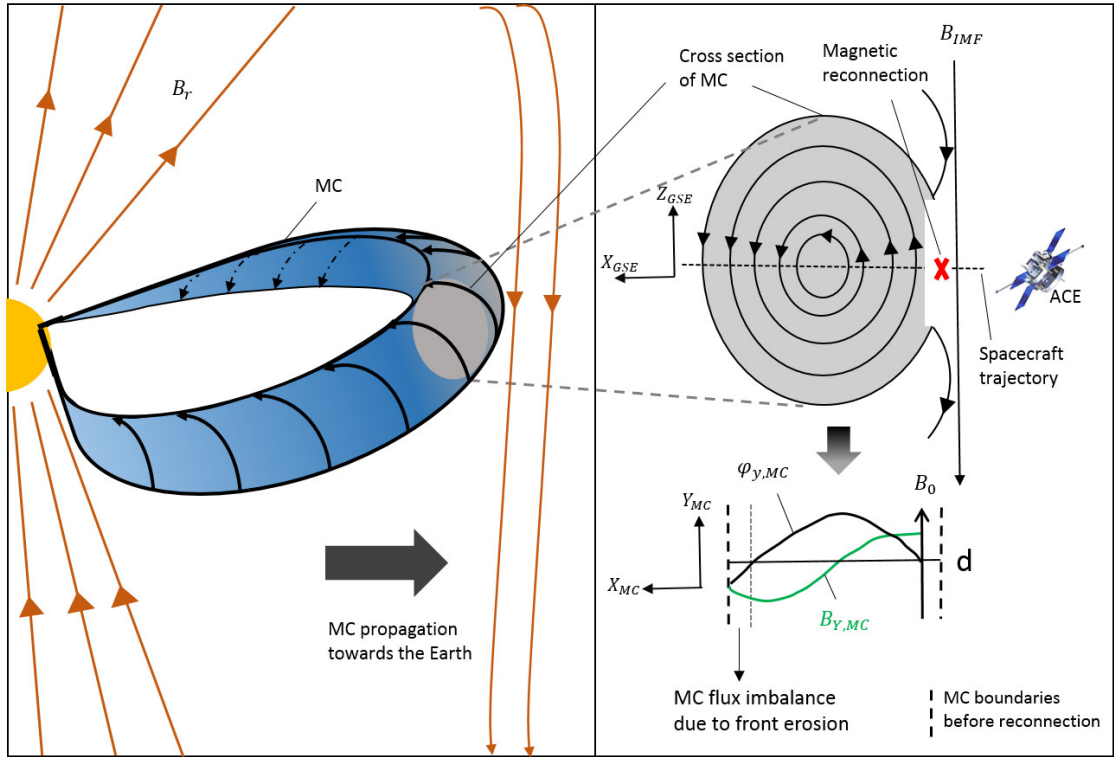 B_r
MC
MC propagation
towards the Earth
Cross section
of MC
Magnetic
reconnection
B_IMF
Z_GSE
X_GSE
ACE
Spacecraft
trajectory
φ_y,MC
B_0
Y_MC
d
X_MC
B_Y,MC
MC flux imbalance
due to front erosion
MC boundaries
before reconnection